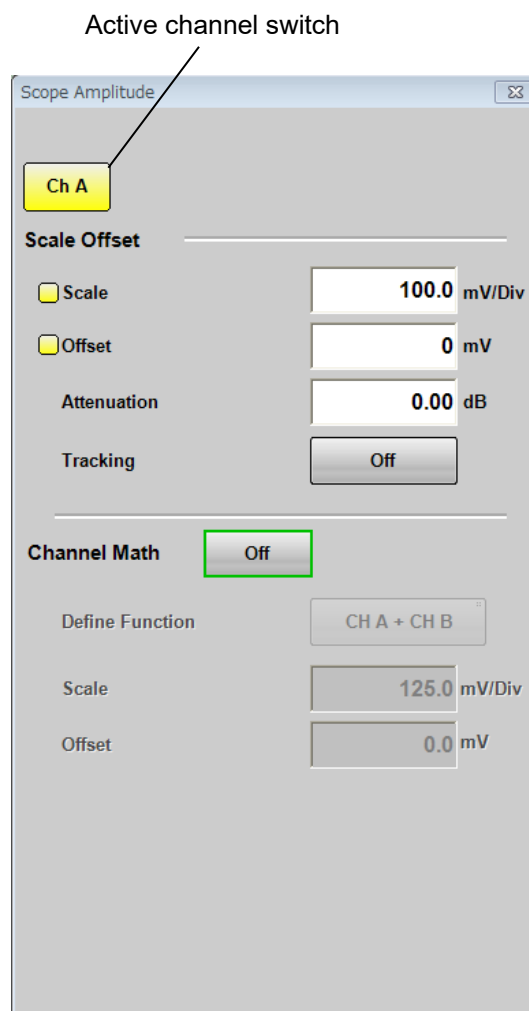 Active channel switch
Scope Amplitude
Ch A
Scale Offset
Scale 100.0 mV/Div
Offset 0 mV
Attenuation 0.00 dB
Tracking Off
Channel Math Off
Define Function CH A + CH B
Scale 125.0 mV/Div
Offset 0.0 mV